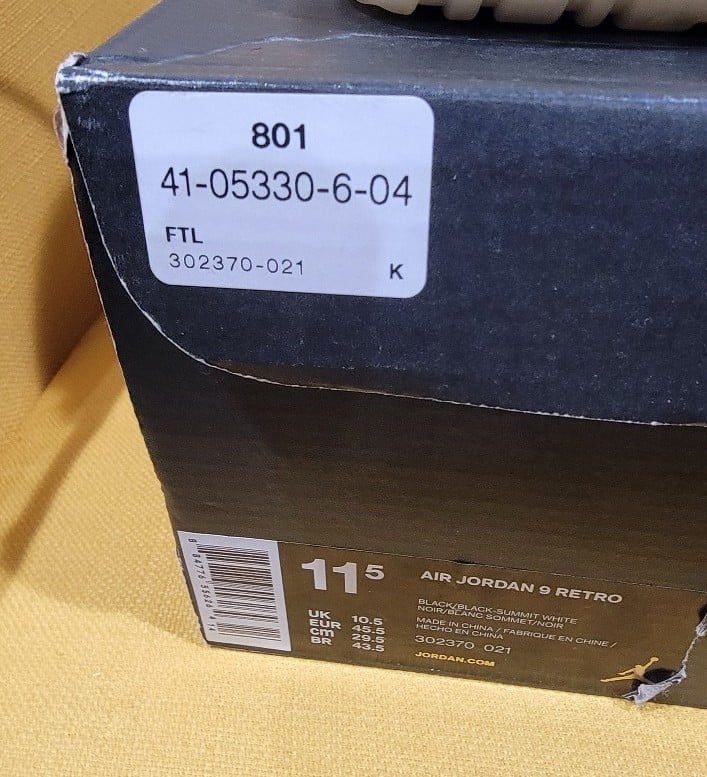 801
41-05330-6-04
FTL
302370-021 K
11⁵
AIR JORDAN 9 RETRO
UK 10.5
EUR 45.5
cm 29.5
BR 43.5
BLACK/BLACK-SUMMIT WHITE
NOIR/BLANC SOMMET/NOIR
MADE IN CHINA / FABRIQUE EN CHINE /
HECHO EN CHINA
302370 021
JORDAN.COM